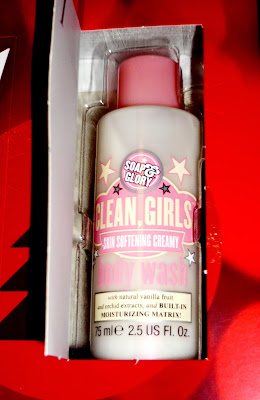 SOAP &
GLORY
CLEAN, GIRLS
SKIN SOFTENING CREAMY
body wash
with natural vanilla fruit
and orchid extracts, and BUILT-IN
MOISTURIZING MATRIX!
75 ml ℮ 2.5 US Fl. Oz.